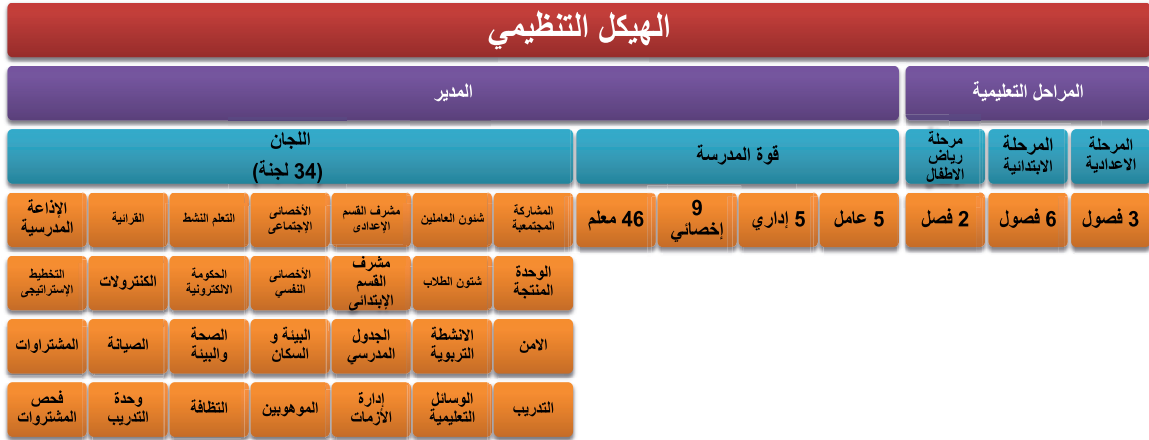 الهيكل التنظيمي
المراحل التعليمية
المدير
المرحلة
الاعدادية
المرحلة
الابتدائية
مرحلة
رياض
الاطفال
قوة المدرسة
اللجان
(34 لجنة)
3 فصول
6 فصول
2 فصل
5 عامل
5 إداري
9
إخصائي
46 معلم
المشاركة
المجتمعية
شئون العاملين
مشرف القسم
الإعدادى
الأخصائى
الإجتماعى
التعلم النشط
القرائية
الإذاعة
المدرسية
الوحدة
المنتجة
شئون الطلاب
مشرف
القسم
الإبتدائي
الأخصائى
النفسي
الحكومة
الالكترونية
الكنترولات
التخطيط
الإستراتيجى
الامن
الانشطة
التربوية
الجدول
المدرسي
البيئة و
السكان
الصحة
والبيئة
الصيانة
المشتراوات
التدريب
الوسائل
التعليمية
إدارة
الأزمات
الموهوبين
النظافة
وحدة
التدريب
فحص
المشتروات